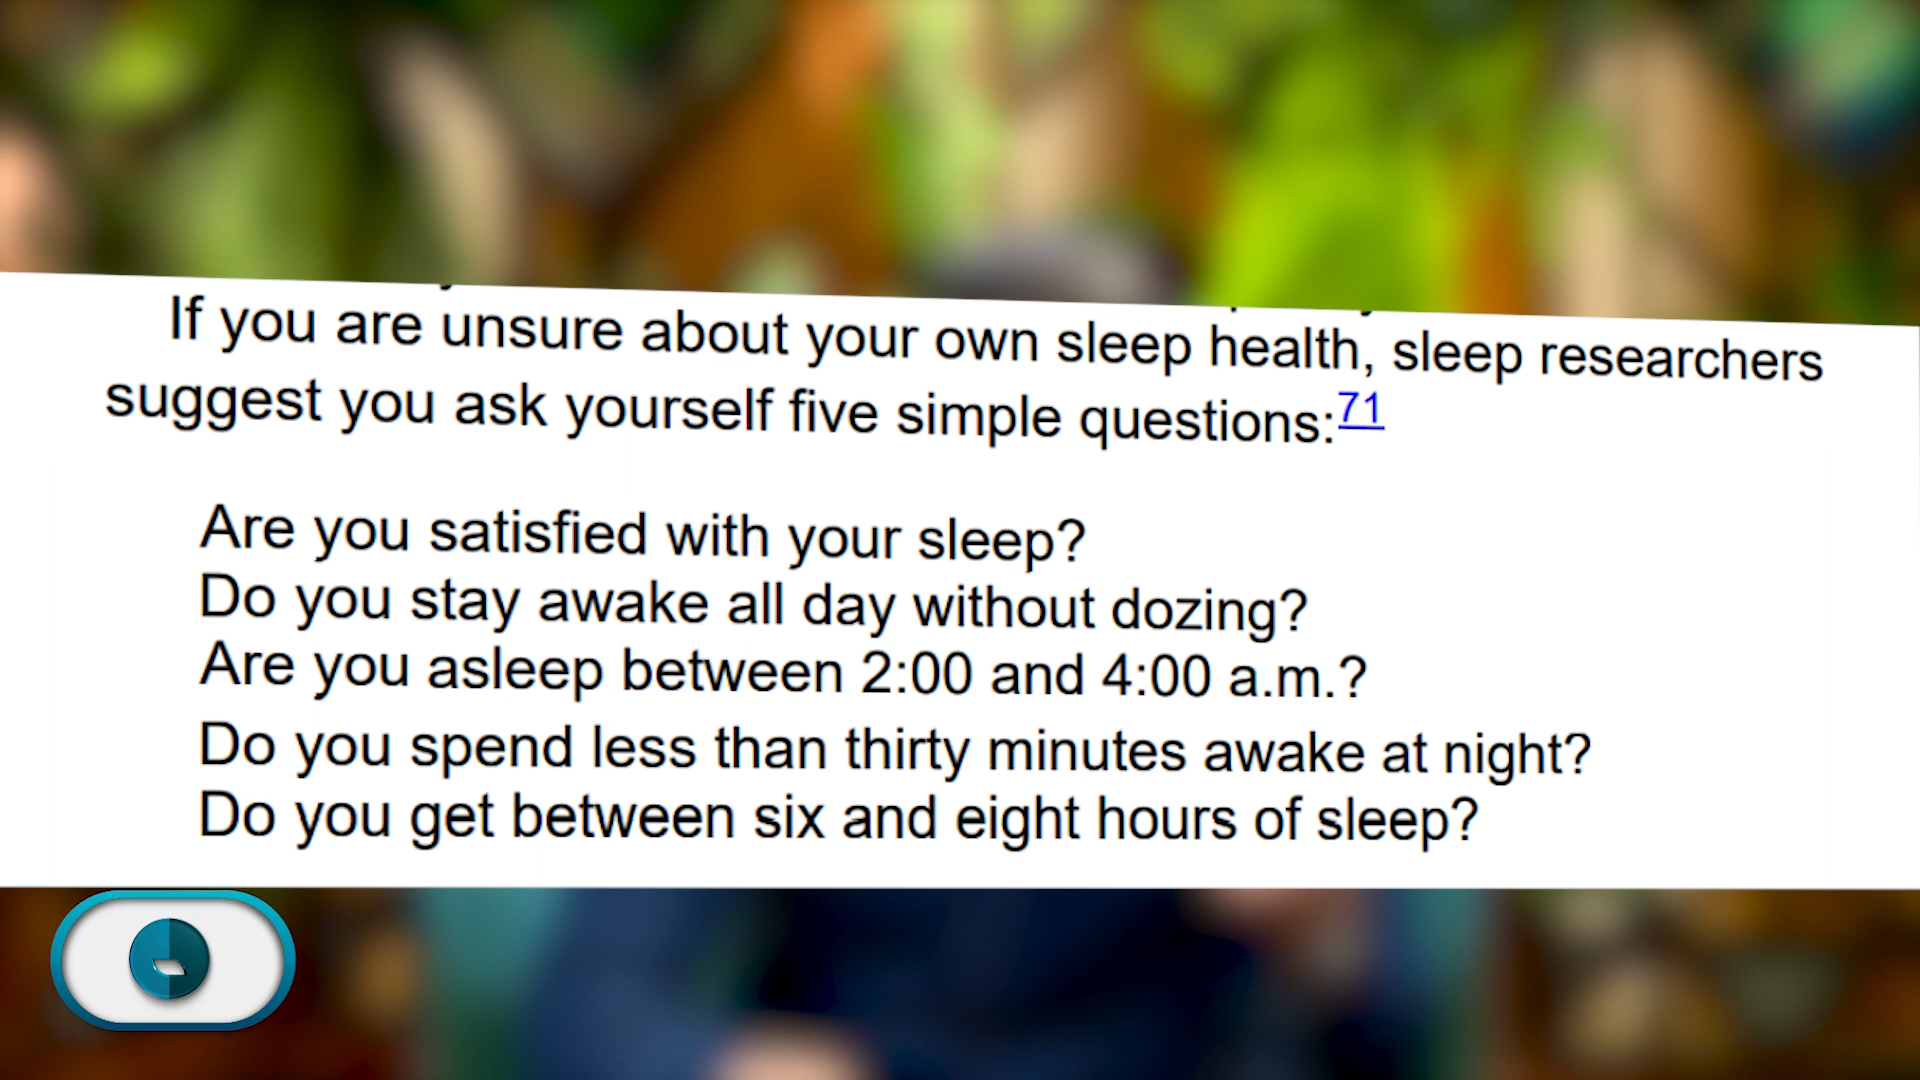 If you are unsure about your own sleep health, sleep researchers
suggest you ask yourself five simple questions:71
Are you satisfied with your sleep?
Do you stay awake all day without dozing?
Are you asleep between 2:00 and 4:00 a.m.?
Do you spend less than thirty minutes awake at night?
Do you get between six and eight hours of sleep?